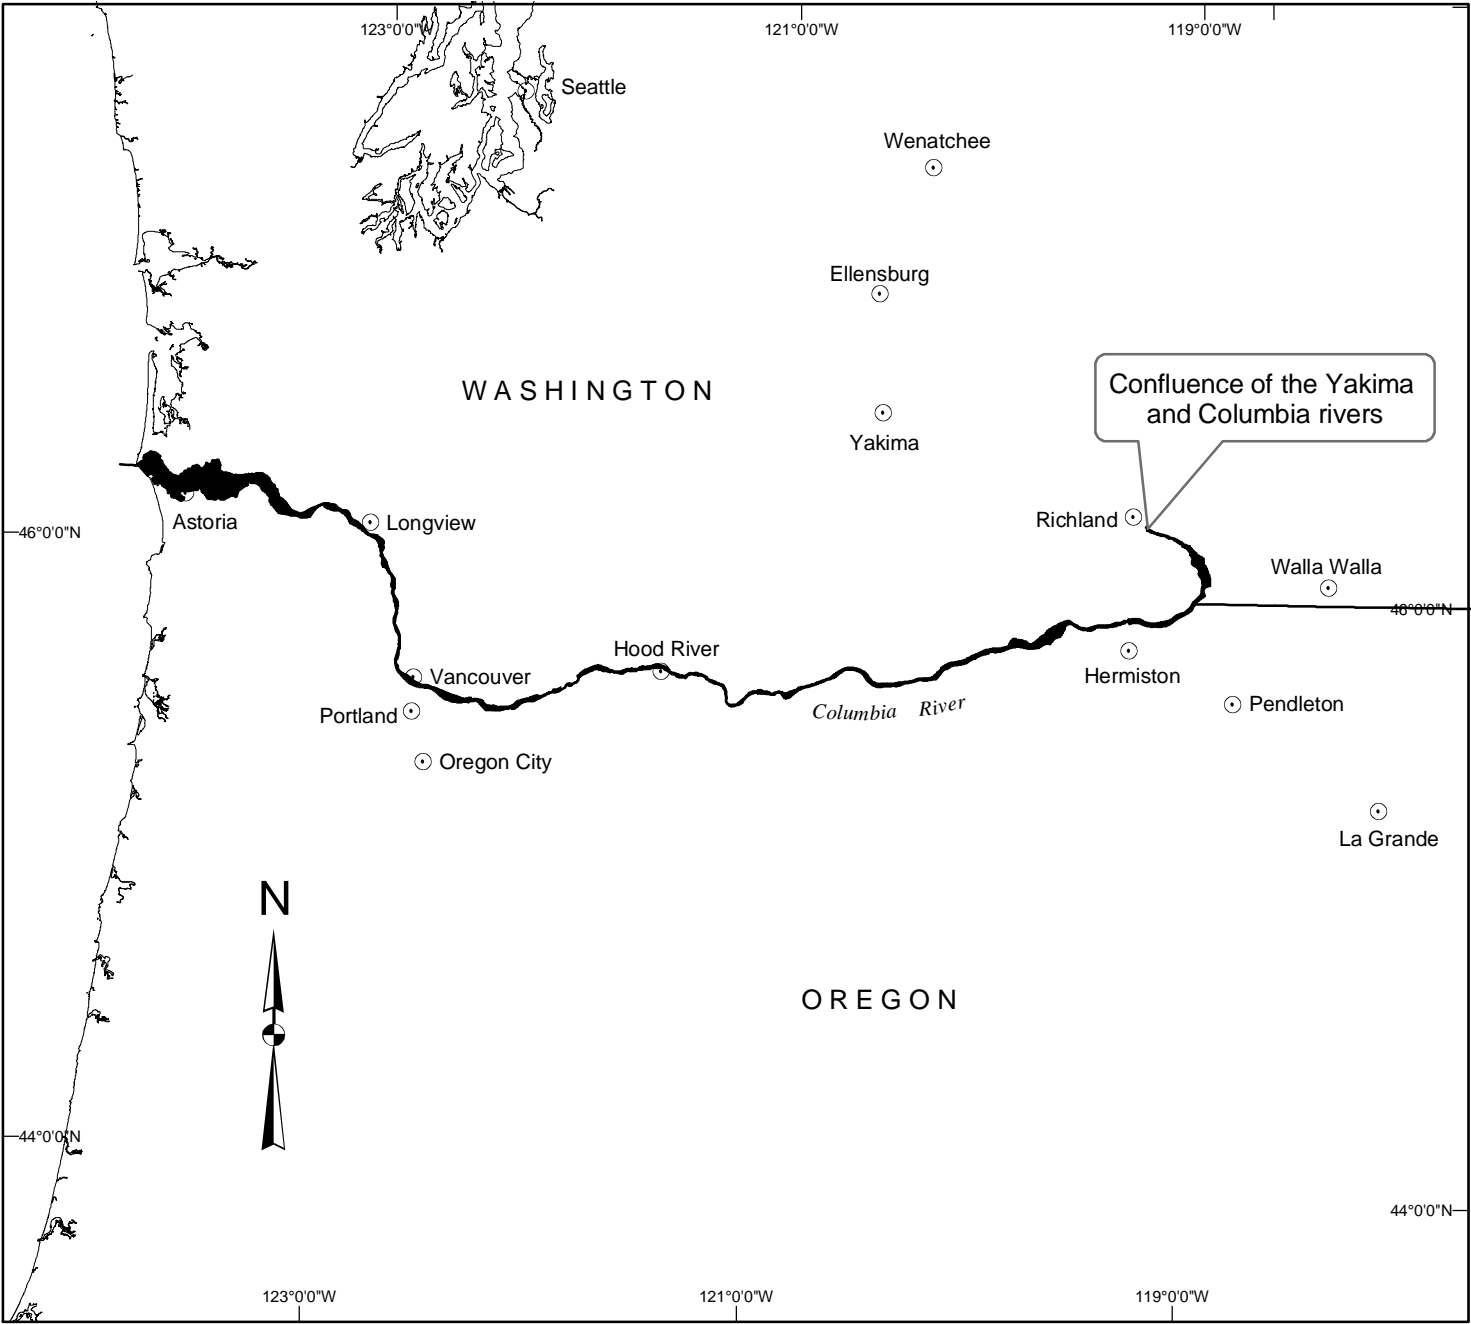 123°0'0"W
121°0'0"W
119°0'0"W
Seattle
Wenatchee
Ellensburg
WASHINGTON
Confluence of the Yakima
and Columbia rivers
Yakima
Astoria
Longview
Richland
46°0'0"N
Walla Walla
46°0'0"N
Hood River
Vancouver
Hermiston
Portland
Columbia River
Pendleton
Oregon City
La Grande
N
OREGON
44°0'0"N
44°0'0"N
123°0'0"W
121°0'0"W
119°0'0"W